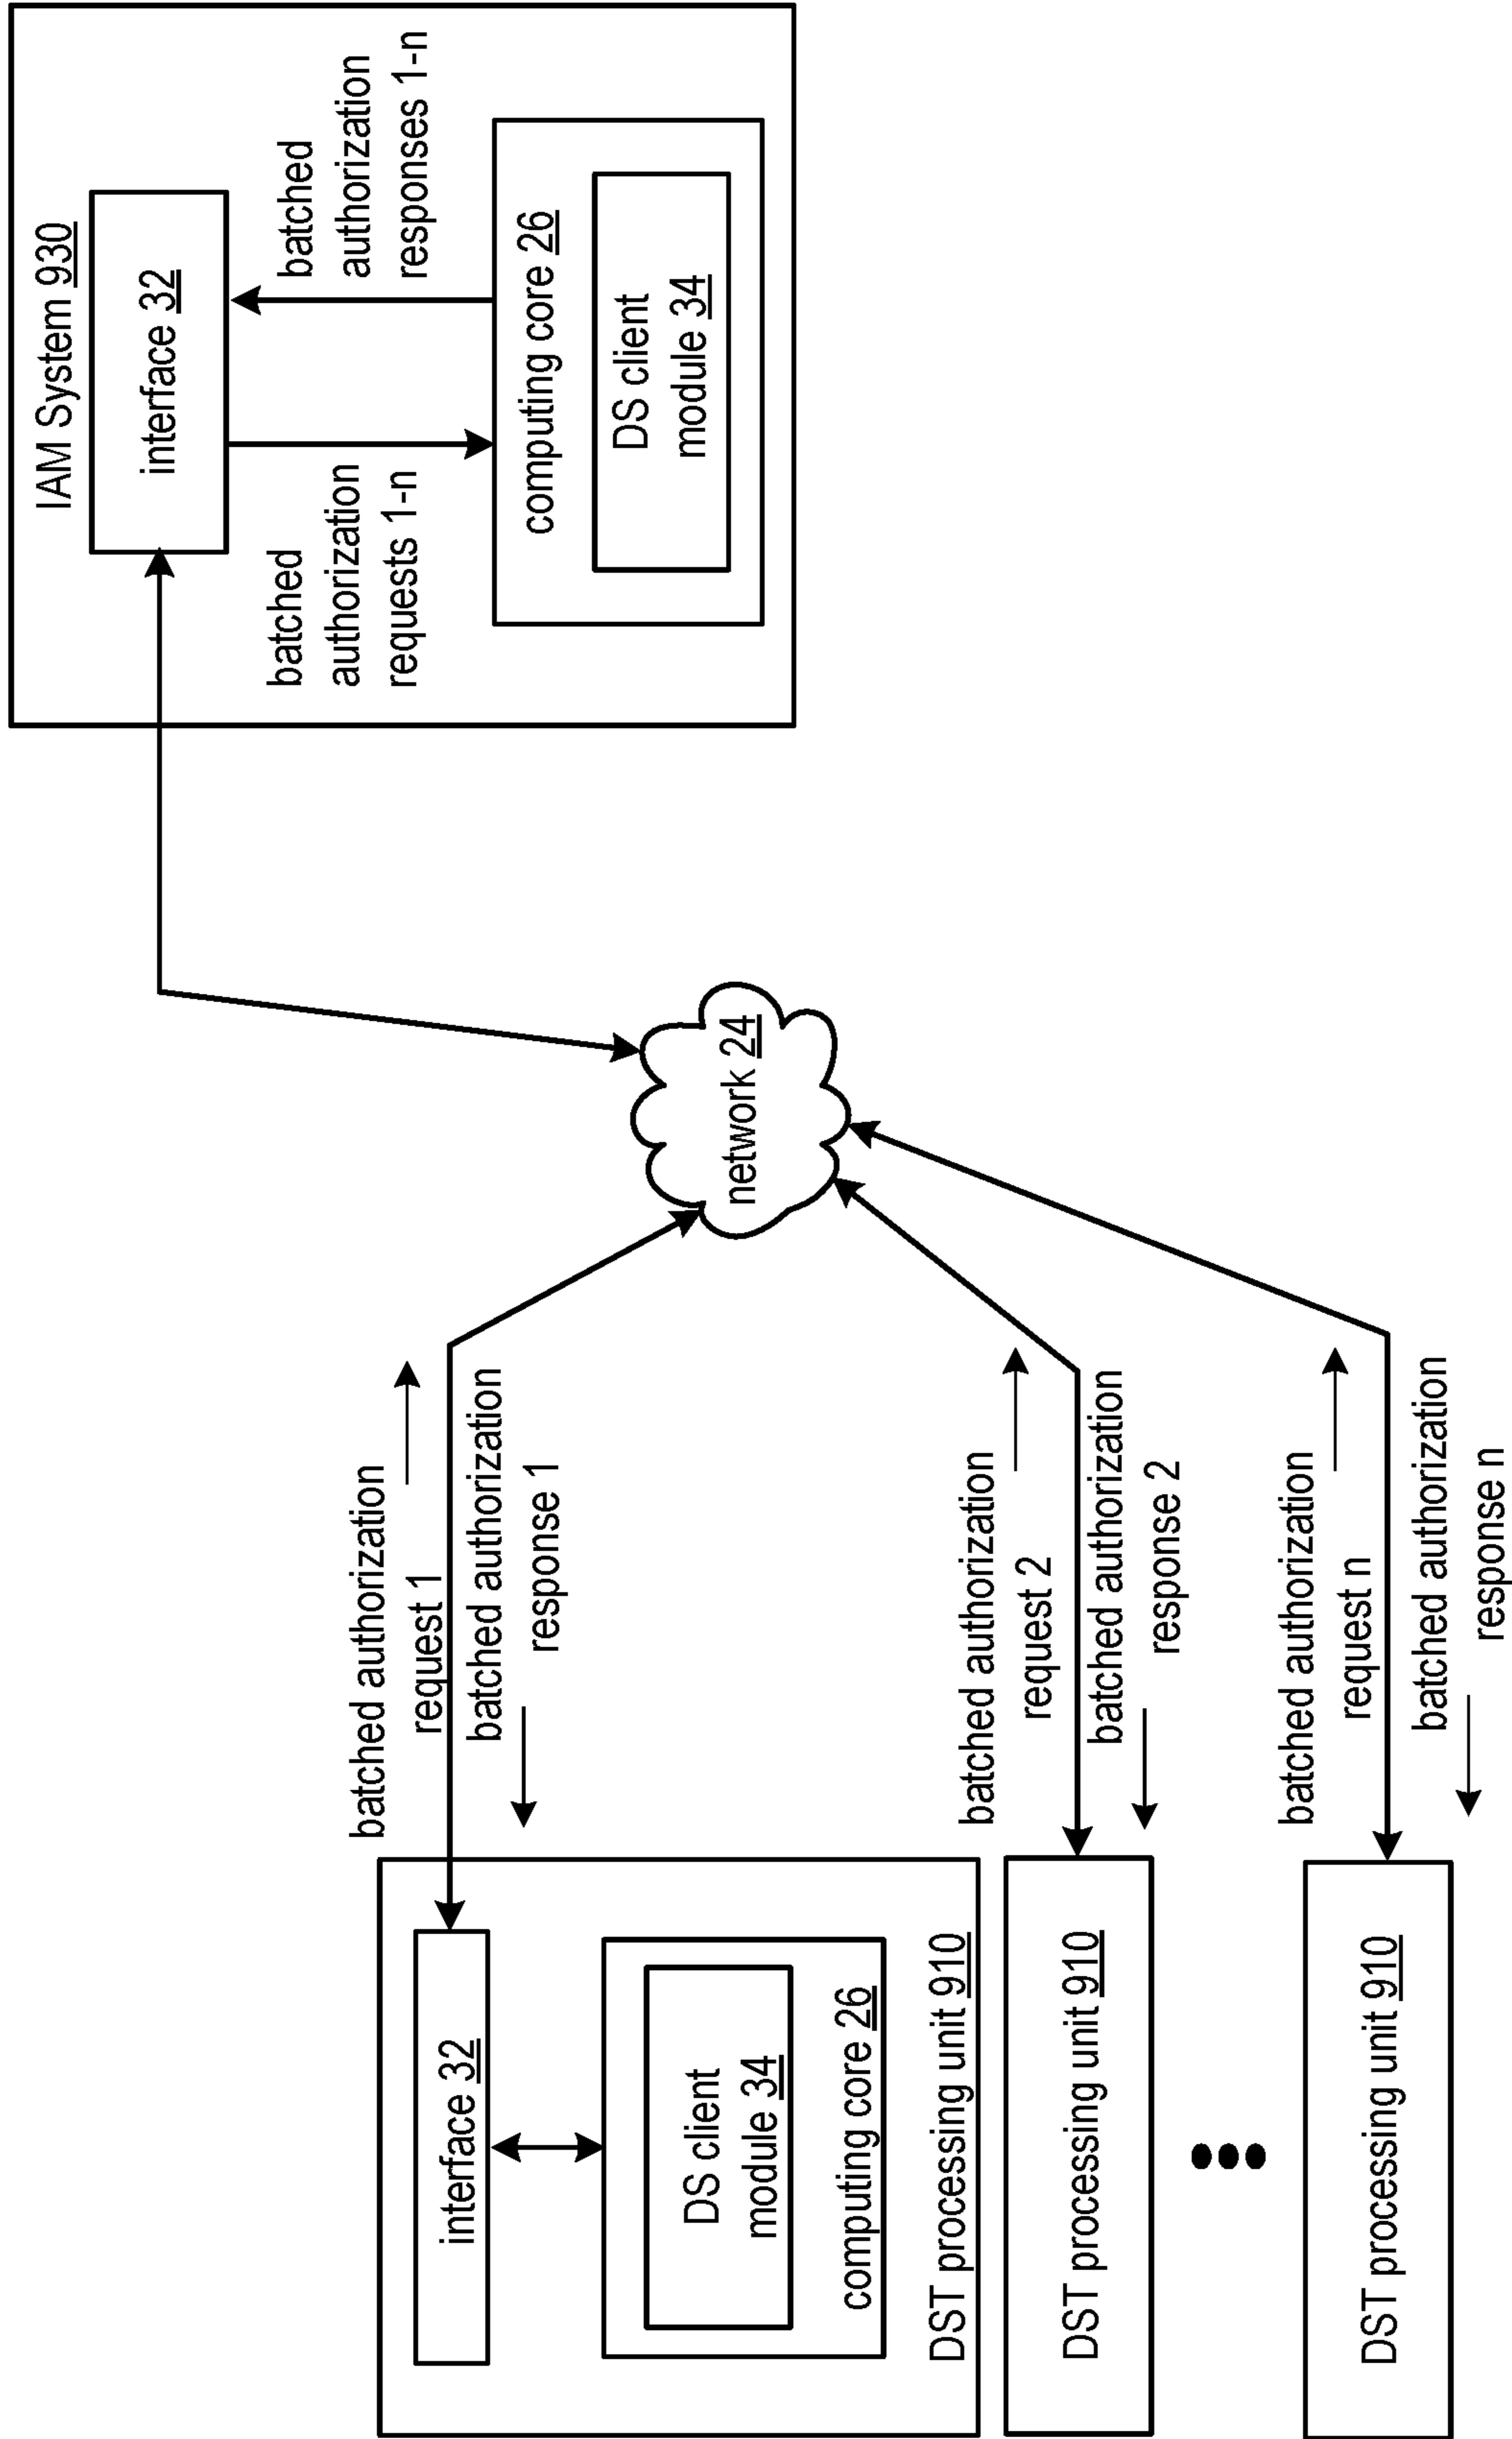 batched authorization
request 1
batched authorization
response 1
interface 32
DS client
module 34
computing core 26
DST processing unit 910
batched authorization
request 2
batched authorization
response 2
DST processing unit 910
batched authorization
request n
batched authorization
response n
DST processing unit 910
network 24
IAM System 930
interface 32
batched
authorization
requests 1-n
batched
authorization
responses 1-n
computing core 26
DS client
module 34